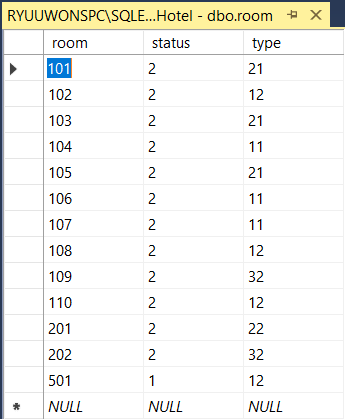 RYUUWONSPC\SQLE...Hotel - dbo.room
room status type
101 2 21
102 2 12
103 2 21
104 2 11
105 2 21
106 2 11
107 2 11
108 2 12
109 2 32
110 2 12
201 2 22
202 2 32
501 1 12
NULL NULL NULL